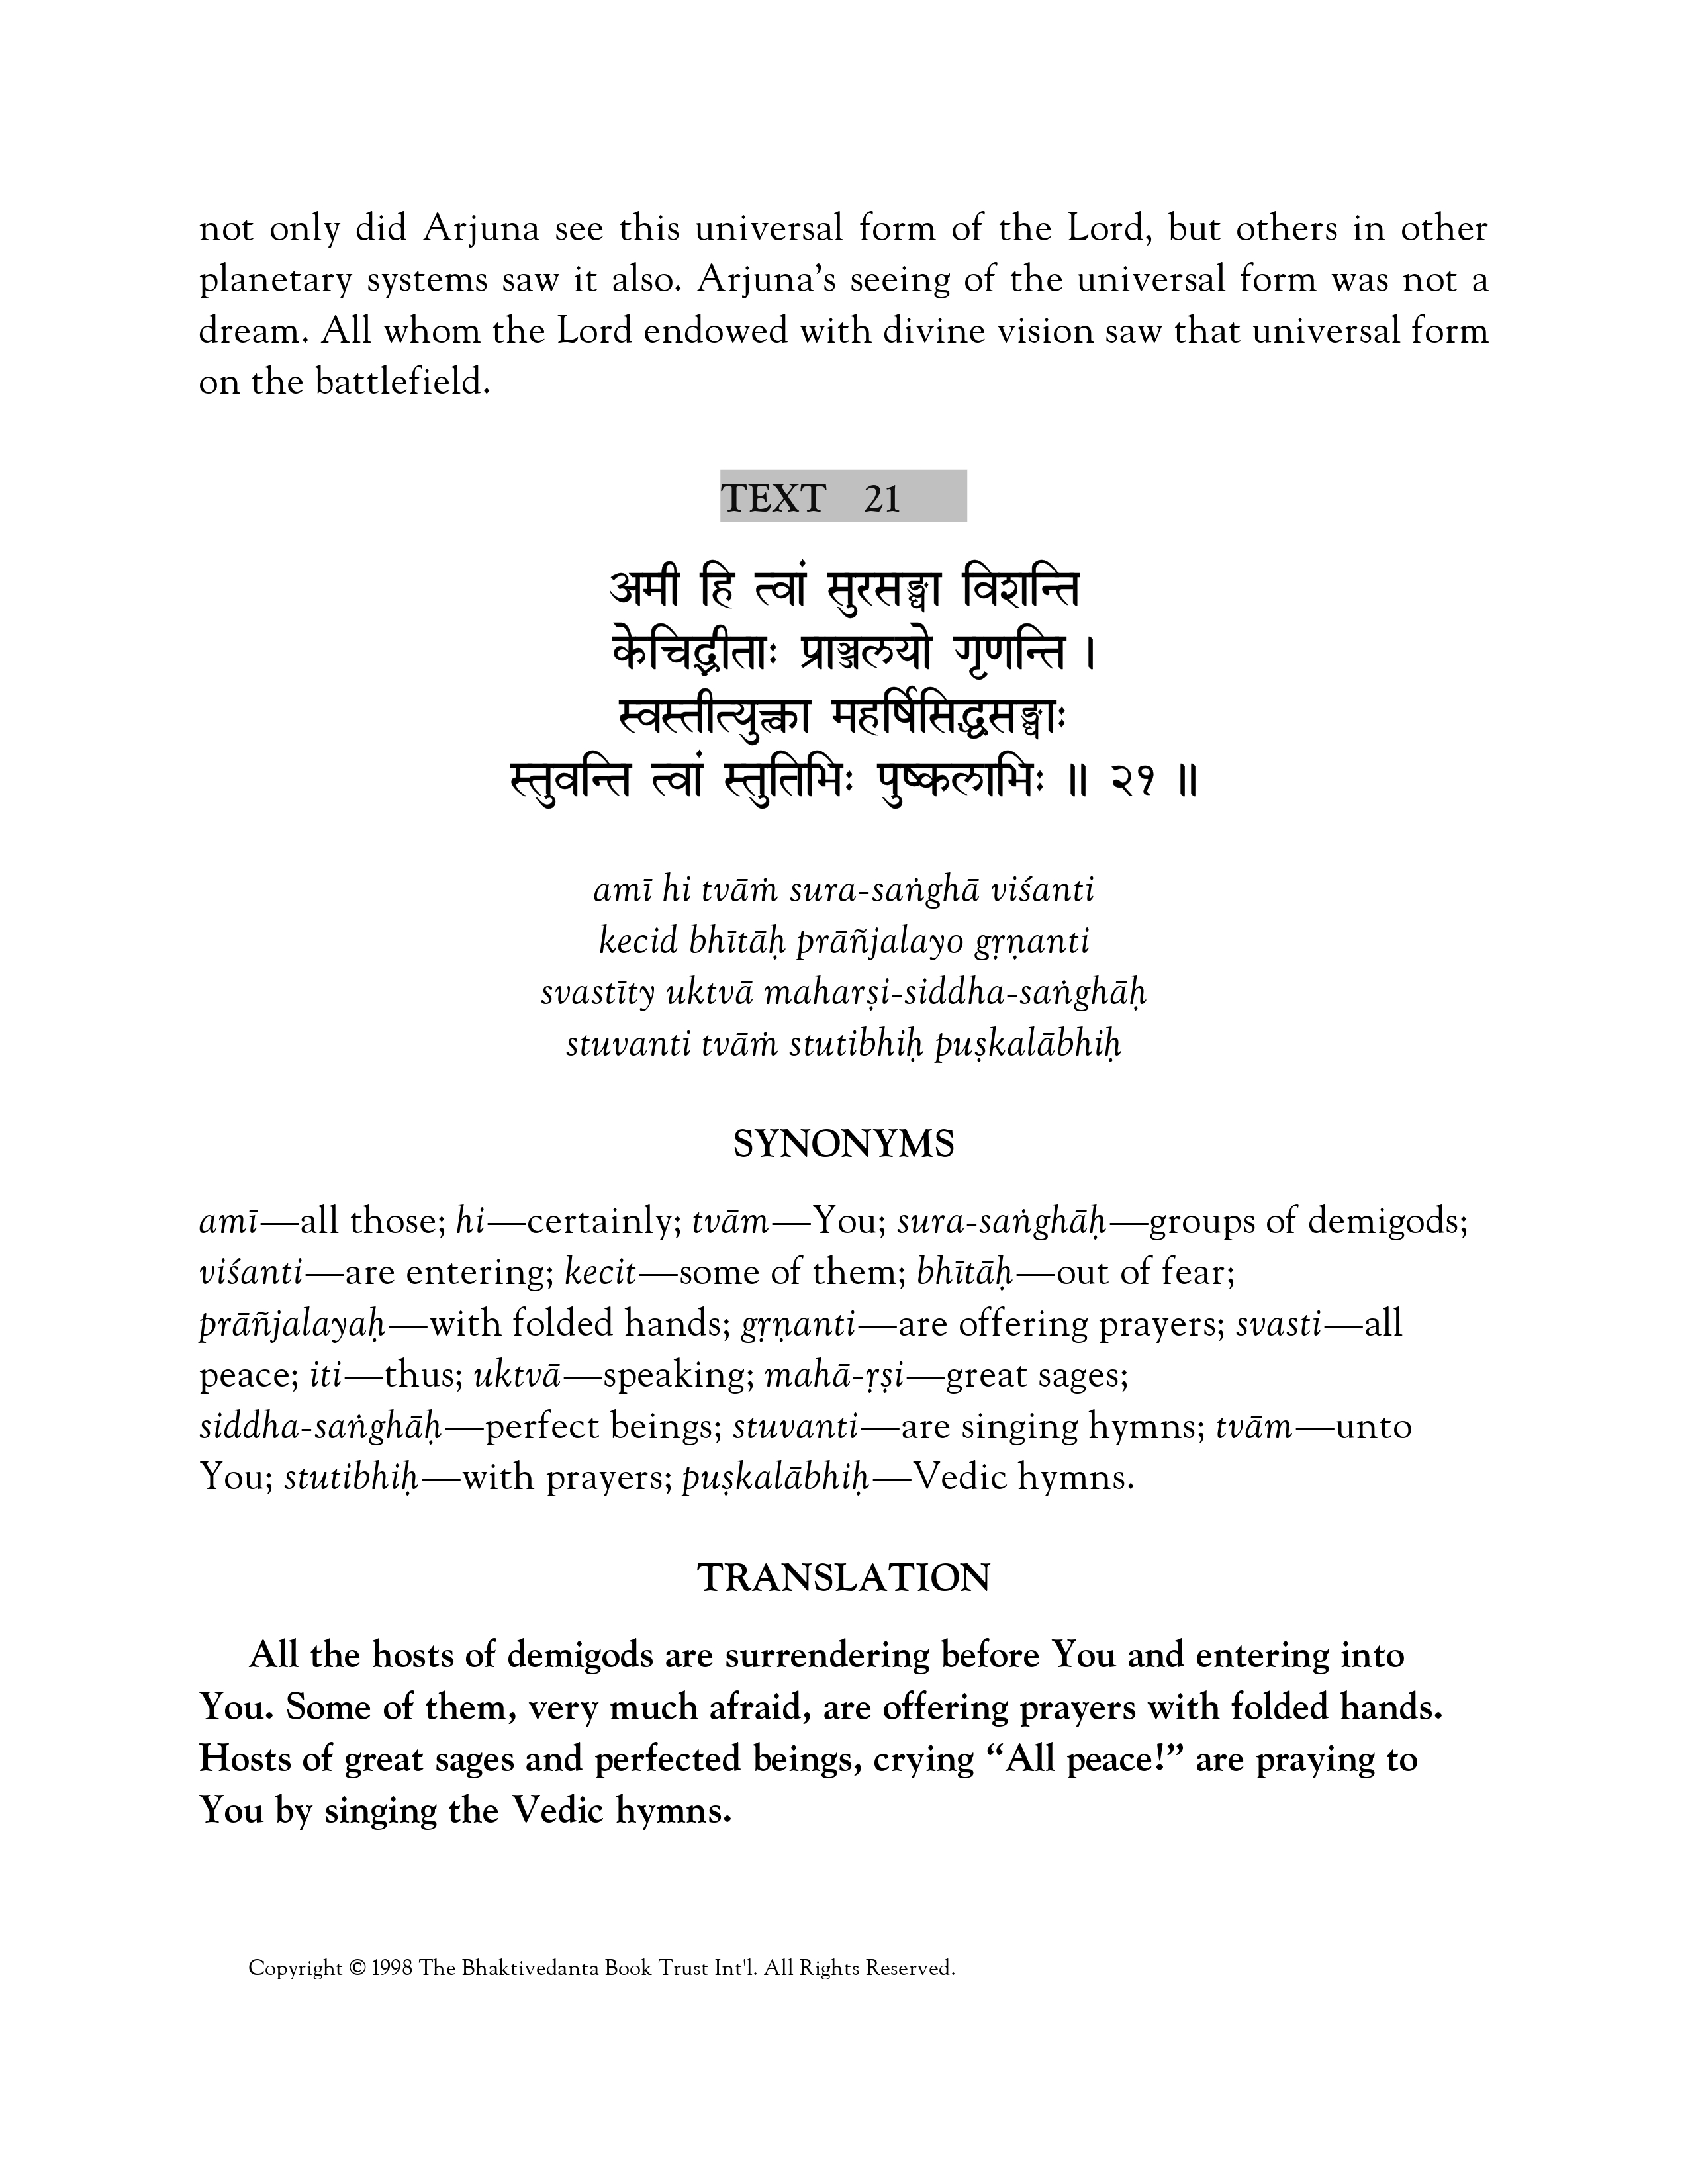 not only did Arjuna see this universal form of the Lord, but others in other
planetary systems saw it also. Arjuna’s seeing of the universal form was not a
dream. All whom the Lord endowed with divine vision saw that universal form
on the battlefield.
TEXT 21
अमी हि त्वां सुरसङ्घा विशन्ति
केचिद्भीताः प्राञ्जलयो गृणन्ति ।
स्वस्तीत्युक्त्वा महर्षिसिद्धसङ्घाः
स्तुवन्ति त्वां स्तुतिभिः पुष्कलाभिः ॥ २१ ॥
amī hi tvāṁ sura-saṅghā viśanti
kecid bhītāḥ prāñjalayo gṛṇanti
svastīty uktvā maharṣi-siddha-saṅghāḥ
stuvanti tvāṁ stutibhiḥ puṣkalābhiḥ
SYNONYMS
amī—all those; hi—certainly; tvām—You; sura-saṅghāḥ—groups of demigods;
viśanti—are entering; kecit—some of them; bhītāḥ—out of fear;
prāñjalayaḥ—with folded hands; gṛṇanti—are offering prayers; svasti—all
peace; iti—thus; uktvā—speaking; mahā-ṛṣi—great sages;
siddha-saṅghāḥ—perfect beings; stuvanti—are singing hymns; tvām—unto
You; stutibhiḥ—with prayers; puṣkalābhiḥ—Vedic hymns.
TRANSLATION
All the hosts of demigods are surrendering before You and entering into
You. Some of them, very much afraid, are offering prayers with folded hands.
Hosts of great sages and perfected beings, crying “All peace!” are praying to
You by singing the Vedic hymns.
Copyright © 1998 The Bhaktivedanta Book Trust Int'l. All Rights Reserved.